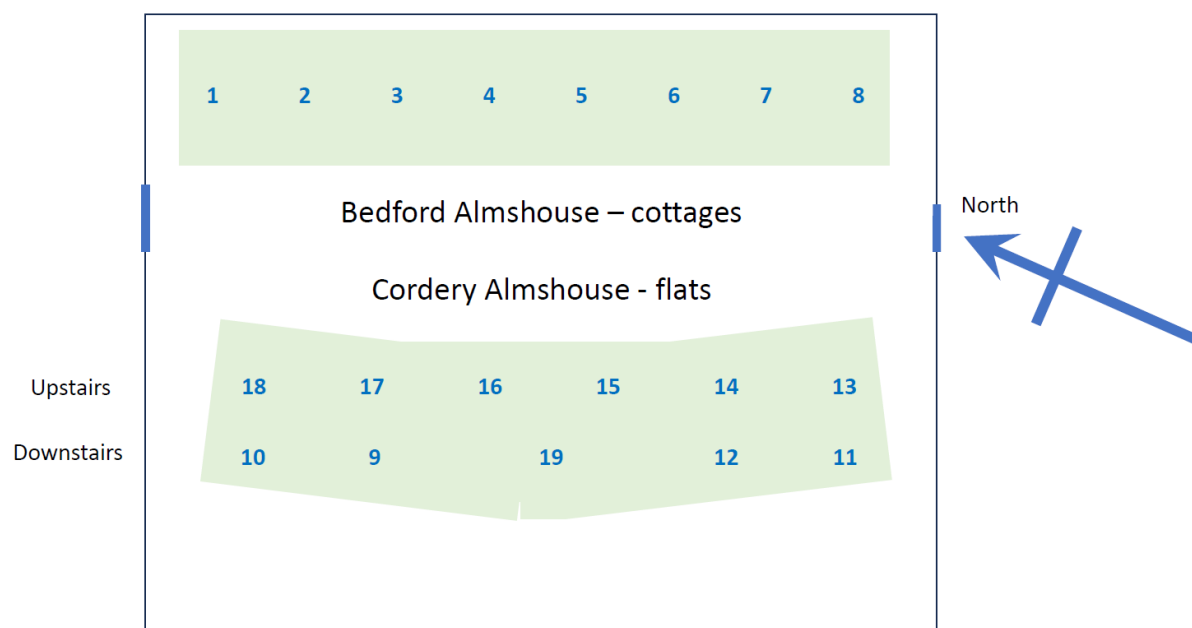 1 2 3 4 5 6 7 8
Bedford Almshouse – cottages
North
Cordery Almshouse - flats
Upstairs 18 17 16 15 14 13
Downstairs 10 9 19 12 11